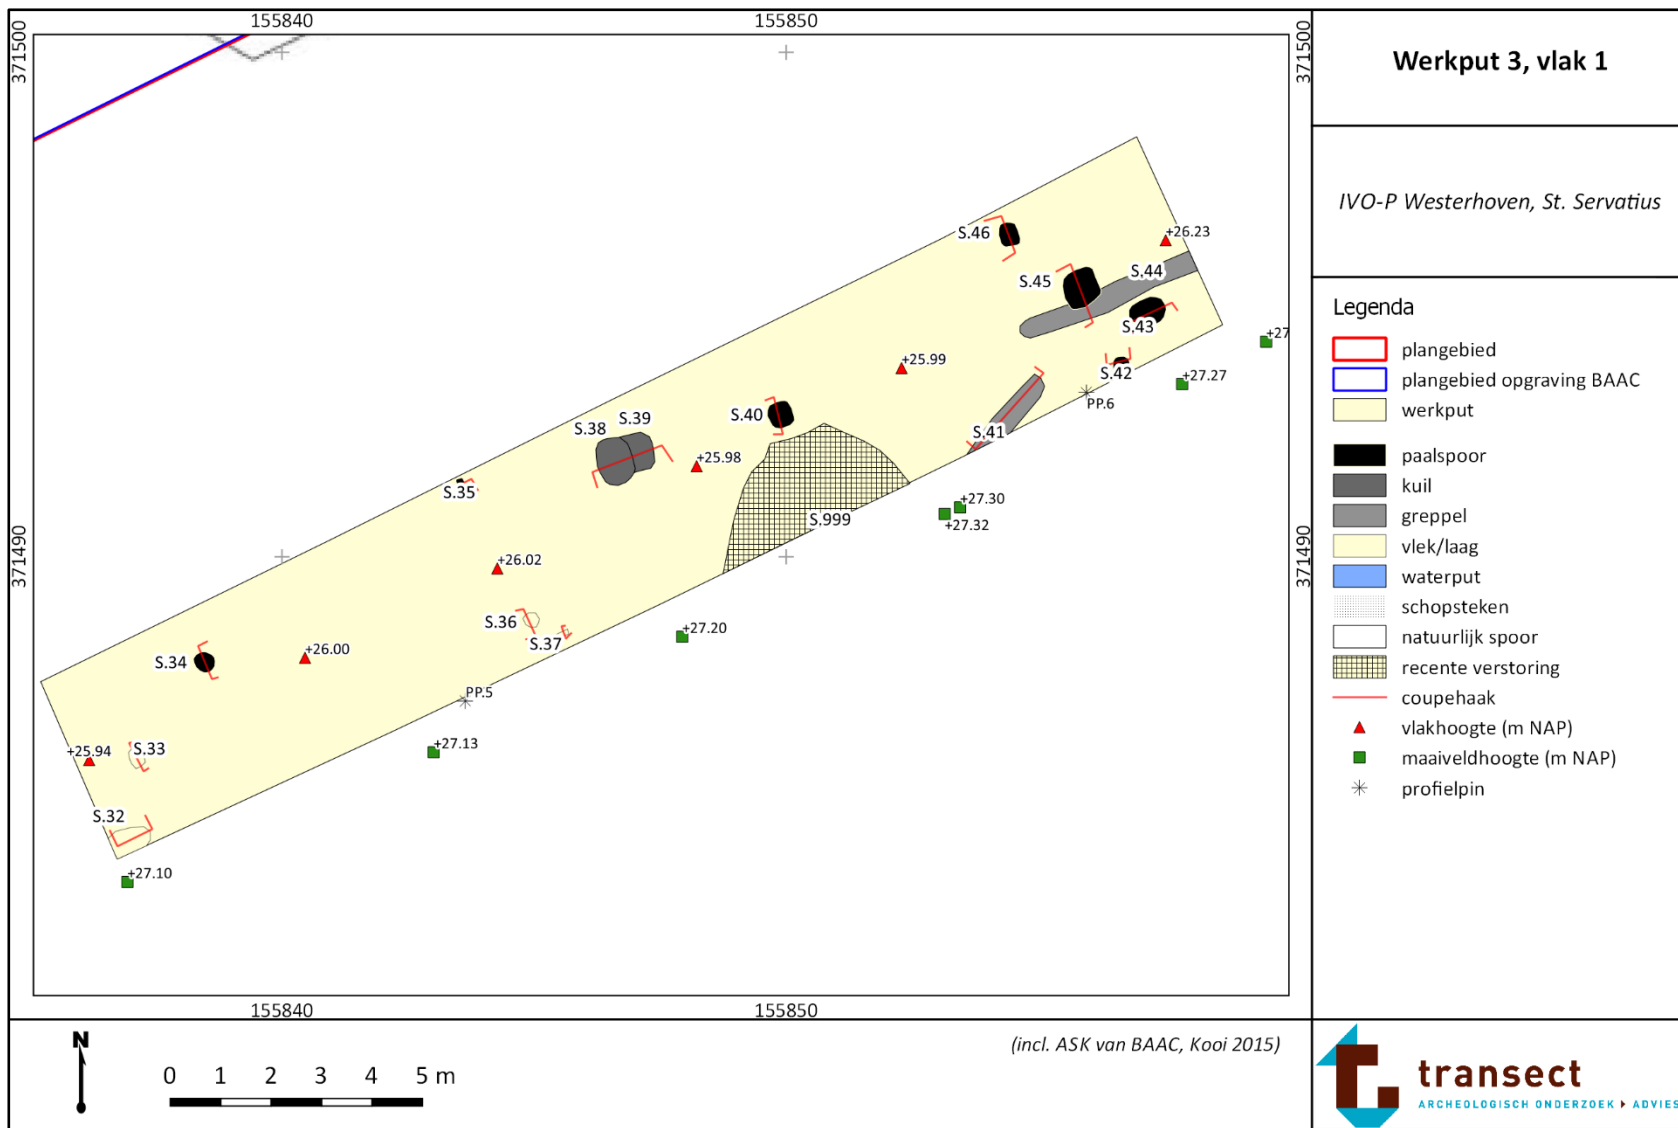 155840
155850
371500
371500
Werkput 3, vlak 1
IVO-P Westerhoven, St. Servatius
S.46
+26.23
S.45
S.44
S.43
+27
+25.99
S.42
+27.27
PP.6
S.39
S.38
S.40
S.41
+25.98
S.35
+27.30
S.999
+27.32
371490
371490
+26.02
S.36
S.37
+27.20
S.34
+26.00
PP.5
S.33
+25.94
+27.13
S.32
+27.10
155840
155850
Legenda
plangebied
plangebied opgraving BAAC
werkput
paalspoor
kuil
greppel
vlek/laag
waterput
schopsteken
natuurlijk spoor
recente verstoring
coupehaak
vlakhoogte (m NAP)
maaiveldhoogte (m NAP)
profielpin
N
0 1 2 3 4 5 m
(incl. ASK van BAAC, Kooi 2015)
transect
ARCHEOLOGISCH ONDERZOEK ▸ ADVIES